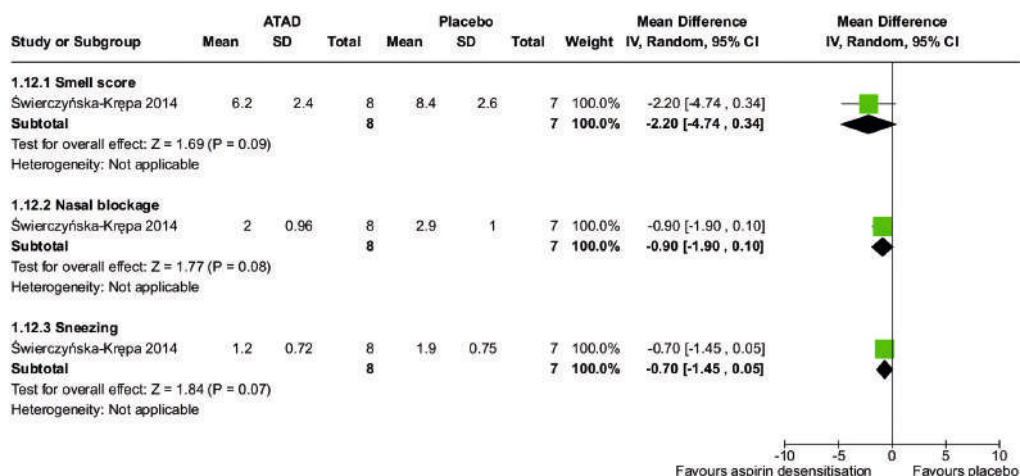 ATAD Placebo Mean Difference Mean Difference
Study or Subgroup Mean SD Total Mean SD Total Weight IV, Random, 95% CI IV, Random, 95% CI
1.12.1 Smell score
Świerczyńska-Krępa 2014 6.2 2.4 8 8.4 2.6 7 100.0% -2.20 [-4.74 , 0.34]
Subtotal 8 7 100.0% -2.20 [-4.74 , 0.34]
Test for overall effect: Z = 1.69 (P = 0.09)
Heterogeneity: Not applicable
1.12.2 Nasal blockage
Świerczyńska-Krępa 2014 2 0.96 8 2.9 1 7 100.0% -0.90 [-1.90 , 0.10]
Subtotal 8 7 100.0% -0.90 [-1.90 , 0.10]
Test for overall effect: Z = 1.77 (P = 0.08)
Heterogeneity: Not applicable
1.12.3 Sneezing
Świerczyńska-Krępa 2014 1.2 0.72 8 1.9 0.75 7 100.0% -0.70 [-1.45 , 0.05]
Subtotal 8 7 100.0% -0.70 [-1.45 , 0.05]
Test for overall effect: Z = 1.84 (P = 0.07)
Heterogeneity: Not applicable
-10 -5 0 5 10
Favours aspirin desensitisation Favours placebo